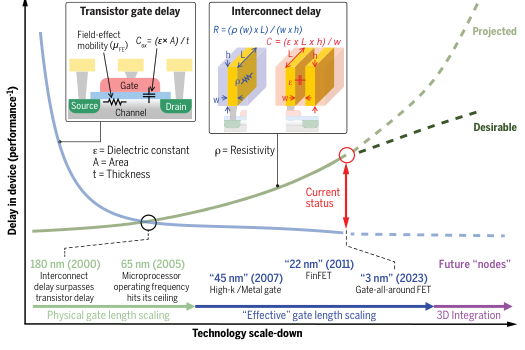 Transistor gate delay
Field-effect
mobility (μFE)
Cox = (ε× A) / t
Gate
Source
Drain
Channel
Interconnect delay
R = (ρ (w) x L) / (w x h)
C = (ε x L x h) / w
L
h
ρ
w
L
h
ε
w
Projected
Desirable
ε = Dielectric constant
A = Area
t = Thickness
ρ = Resistivity
Current
status
Delay in device (performance-1)
180 nm (2000)
Interconnect
delay surpasses
transistor delay
65 nm (2005)
Microprocessor
operating frequency
hits its ceiling
"45 nm" (2007)
High-k /Metal gate
"22 nm" (2011)
FinFET
"3 nm" (2023)
Gate-all-around FET
Future "nodes"
Physical gate length scaling
"Effective" gate length scaling
3D Integration
Technology scale-down